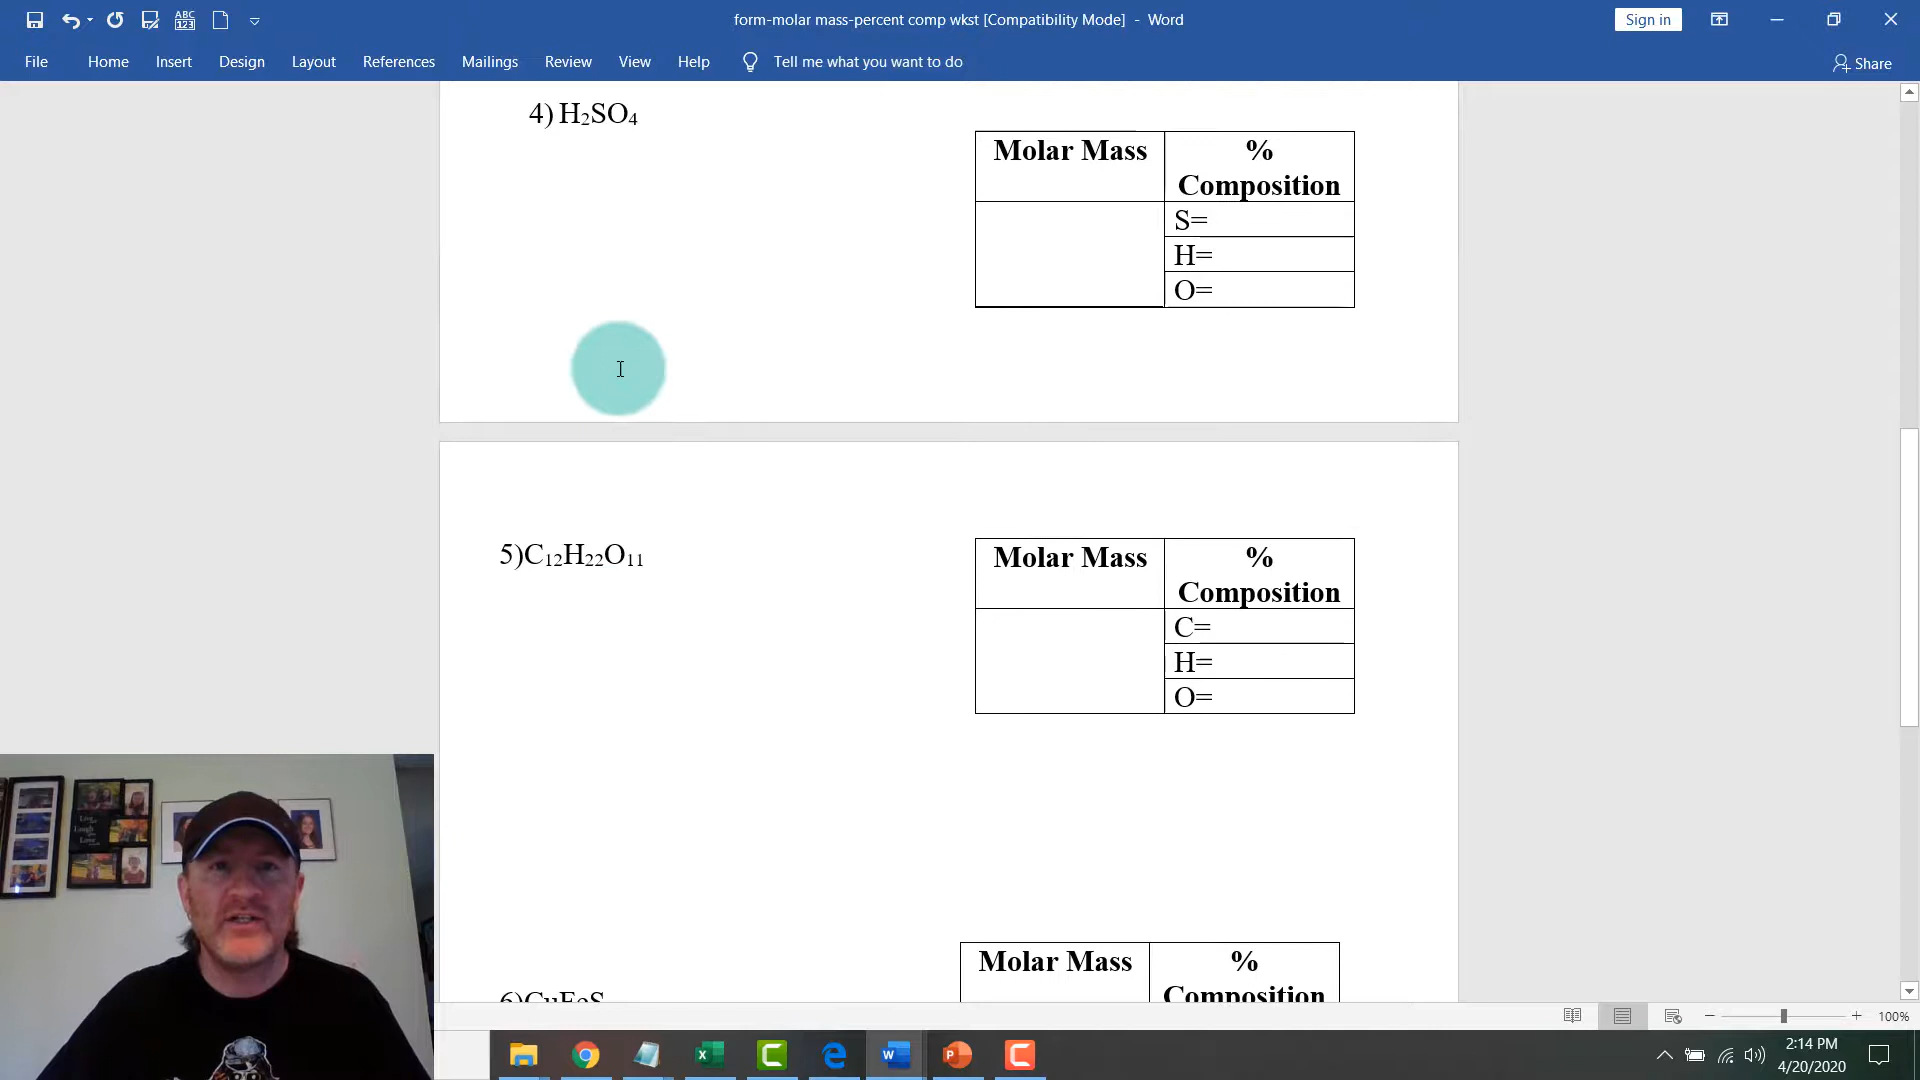 form-molar mass-percent comp wkst [Compatibility Mode] - Word
Sign in
File Home Insert Design Layout References Mailings Review View Help Tell me what you want to do
Share
4) H₂SO₄
Molar Mass
%
Composition
S=
H=
O=
5)C₁₂H₂₂O₁₁
Molar Mass
%
Composition
C=
H=
O=
6)CuFeS
Molar Mass
%
Composition
100%
2:14 PM
4/20/2020